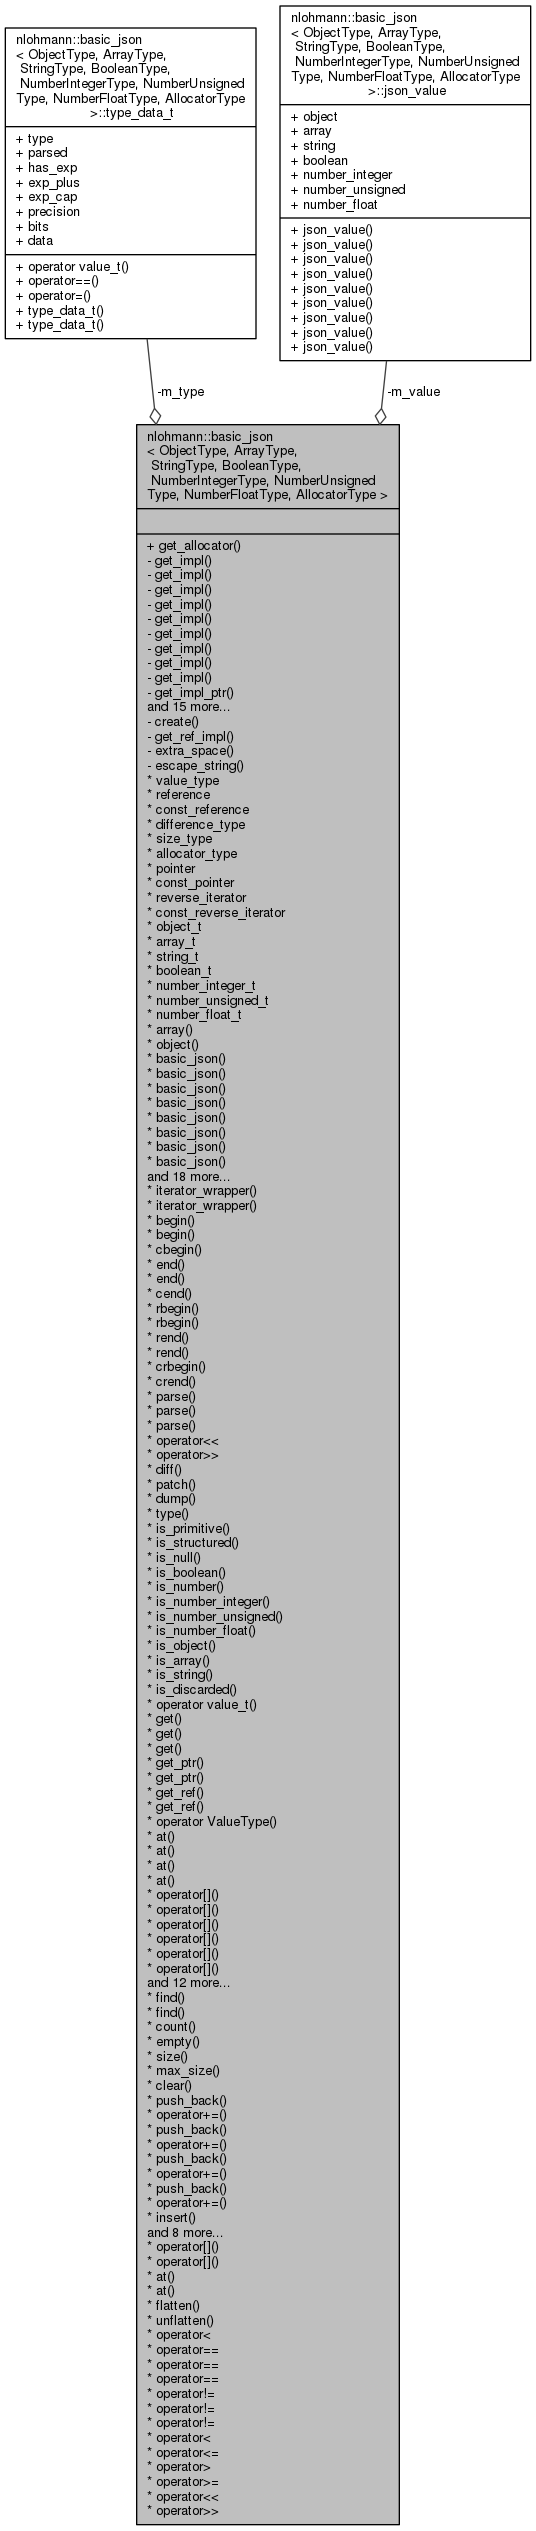 nlohmann::basic_json
< ObjectType, ArrayType,
StringType, BooleanType,
NumberIntegerType, NumberUnsigned
Type, NumberFloatType, AllocatorType
>::type_data_t
+ type
+ parsed
+ has_exp
+ exp_plus
+ exp_cap
+ precision
+ bits
+ data
+ operator value_t()
+ operator==()
+ operator=()
+ type_data_t()
+ type_data_t()
nlohmann::basic_json
< ObjectType, ArrayType,
StringType, BooleanType,
NumberIntegerType, NumberUnsigned
Type, NumberFloatType, AllocatorType
>::json_value
+ object
+ array
+ string
+ boolean
+ number_integer
+ number_unsigned
+ number_float
+ json_value()
+ json_value()
+ json_value()
+ json_value()
+ json_value()
+ json_value()
+ json_value()
+ json_value()
+ json_value()
-m_type
-m_value
nlohmann::basic_json
< ObjectType, ArrayType,
StringType, BooleanType,
NumberIntegerType, NumberUnsigned
Type, NumberFloatType, AllocatorType >
+ get_allocator()
- get_impl()
- get_impl()
- get_impl()
- get_impl()
- get_impl()
- get_impl()
- get_impl()
- get_impl()
- get_impl()
- get_impl_ptr()
and 15 more...
- create()
- get_ref_impl()
- extra_space()
- escape_string()
* value_type
* reference
* const_reference
* difference_type
* size_type
* allocator_type
* pointer
* const_pointer
* reverse_iterator
* const_reverse_iterator
* object_t
* array_t
* string_t
* boolean_t
* number_integer_t
* number_unsigned_t
* number_float_t
* array()
* object()
* basic_json()
* basic_json()
* basic_json()
* basic_json()
* basic_json()
* basic_json()
* basic_json()
* basic_json()
and 18 more...
* iterator_wrapper()
* iterator_wrapper()
* begin()
* begin()
* cbegin()
* end()
* end()
* cend()
* rbegin()
* rbegin()
* rend()
* rend()
* crbegin()
* crend()
* parse()
* parse()
* parse()
* operator<<
* operator>>
* diff()
* patch()
* dump()
* type()
* is_primitive()
* is_structured()
* is_null()
* is_boolean()
* is_number()
* is_number_integer()
* is_number_unsigned()
* is_number_float()
* is_object()
* is_array()
* is_string()
* is_discarded()
* operator value_t()
* get()
* get()
* get()
* get_ptr()
* get_ptr()
* get_ref()
* get_ref()
* operator ValueType()
* at()
* at()
* at()
* at()
* operator[]()
* operator[]()
* operator[]()
* operator[]()
* operator[]()
* operator[]()
and 12 more...
* find()
* find()
* count()
* empty()
* size()
* max_size()
* clear()
* push_back()
* operator+=()
* push_back()
* operator+=()
* push_back()
* operator+=()
* push_back()
* operator+=()
* insert()
and 8 more...
* operator[]()
* operator[]()
* at()
* at()
* flatten()
* unflatten()
* operator<
* operator==
* operator==
* operator==
* operator!=
* operator!=
* operator!=
* operator<
* operator<=
* operator>
* operator>=
* operator<<
* operator>>